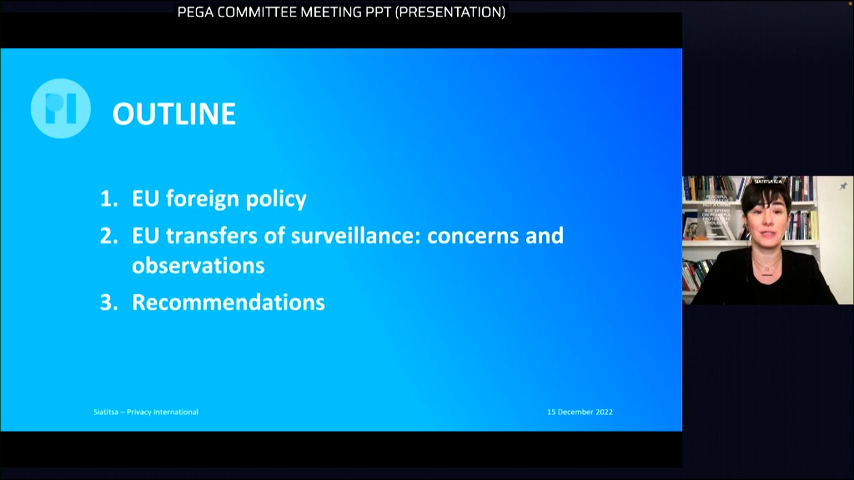 PEGA COMMITTEE MEETING PPT (PRESENTATION)
PI
OUTLINE
1. EU foreign policy
2. EU transfers of surveillance: concerns and
observations
3. Recommendations
Siatitsa – Privacy International
15 December 2022